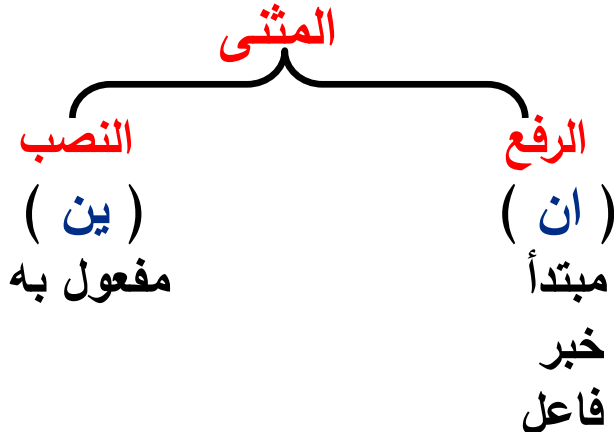 المثنى
الرفع
( ان )
مبتدأ
خبر
فاعل
النصب
( ين )
مفعول به